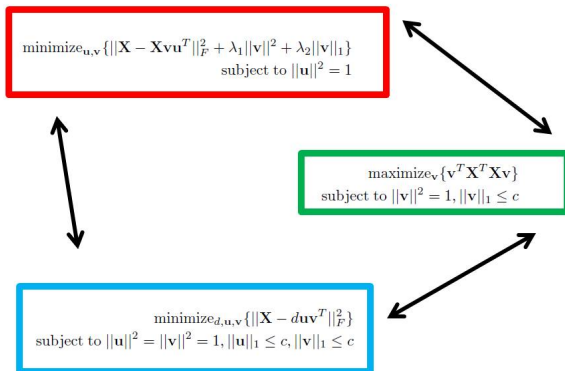 minimize_{u,v}{||X − Xvu^T||_F^2 + λ_1||v||^2 + λ_2||v||_1}
subject to ||u||^2 = 1
maximize_v{v^T X^T Xv}
subject to ||v||^2 = 1, ||v||_1 ≤ c
minimize_{d,u,v}{||X − duv^T||_F^2}
subject to ||u||^2 = ||v||^2 = 1, ||u||_1 ≤ c, ||v||_1 ≤ c